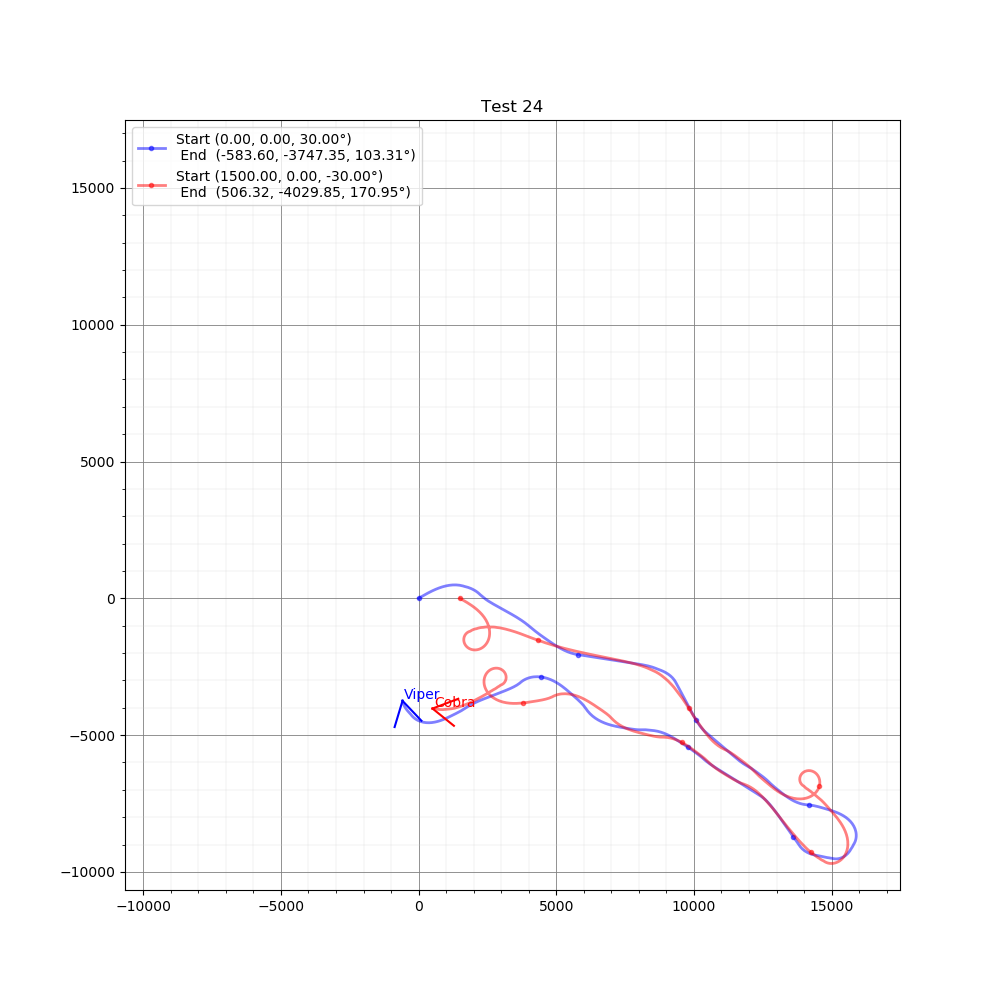 Test 24
Start (0.00, 0.00, 30.00°)
End  (-583.60, -3747.35, 103.31°)
Start (1500.00, 0.00, -30.00°)
End  (506.32, -4029.85, 170.95°)
15000
10000
5000
0
−5000
−10000
Viper
Cobra
−10000
−5000
0
5000
10000
15000